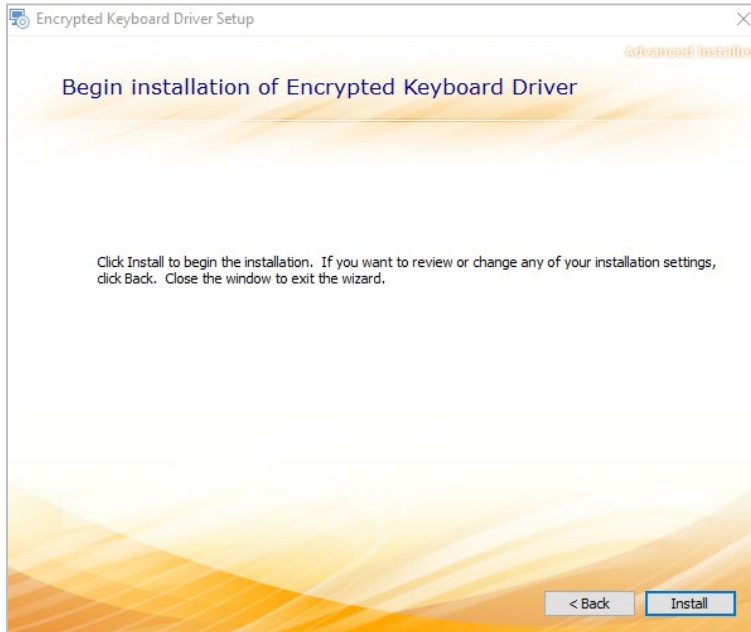 Encrypted Keyboard Driver Setup
Advanced Installer
Begin installation of Encrypted Keyboard Driver
Click Install to begin the installation. If you want to review or change any of your installation settings,
click Back. Close the window to exit the wizard.
< Back Install